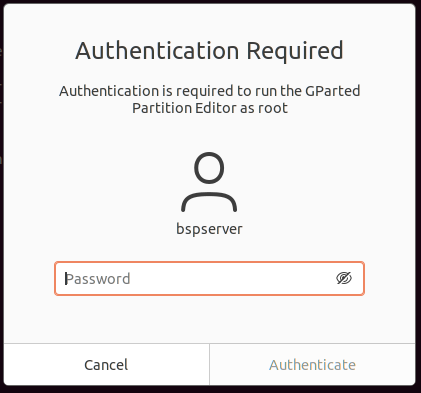 Authentication Required
Authentication is required to run the GParted
Partition Editor as root
bspserver
Password
Cancel
Authenticate